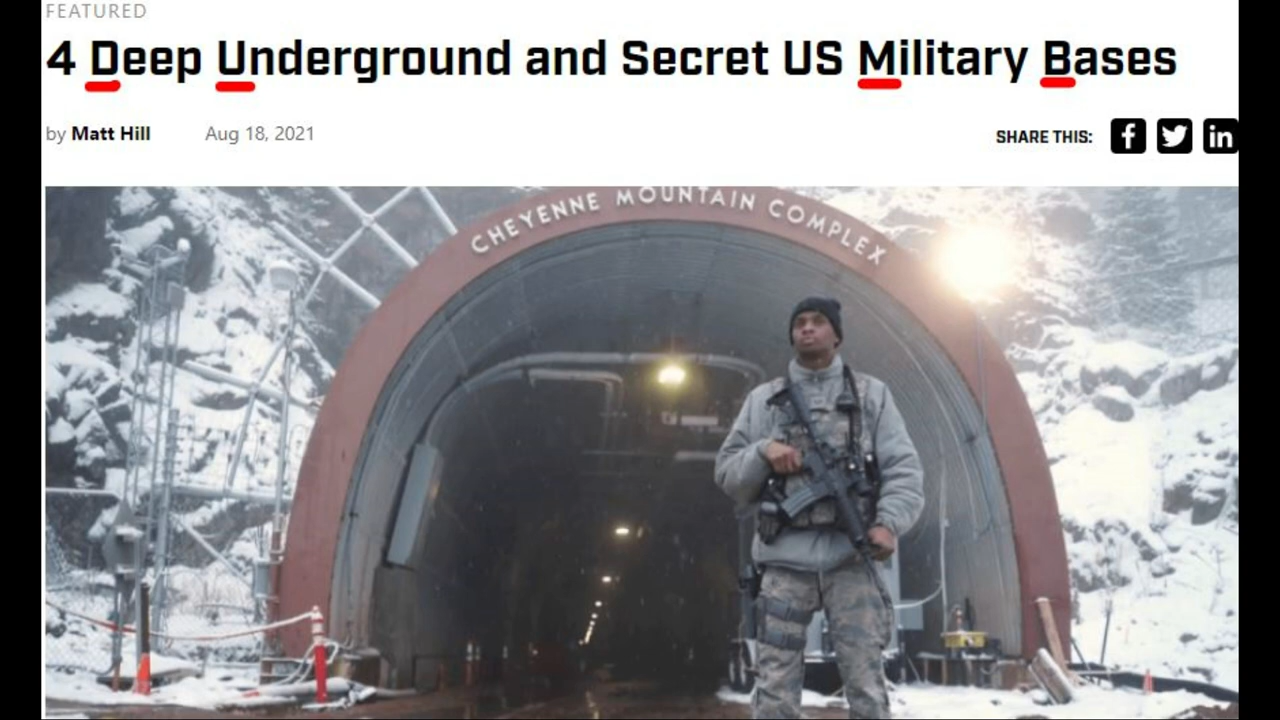 FEATURED
4 Deep Underground and Secret US Military Bases
by Matt Hill Aug 18, 2021 SHARE THIS:
CHEYENNE MOUNTAIN COMPLEX